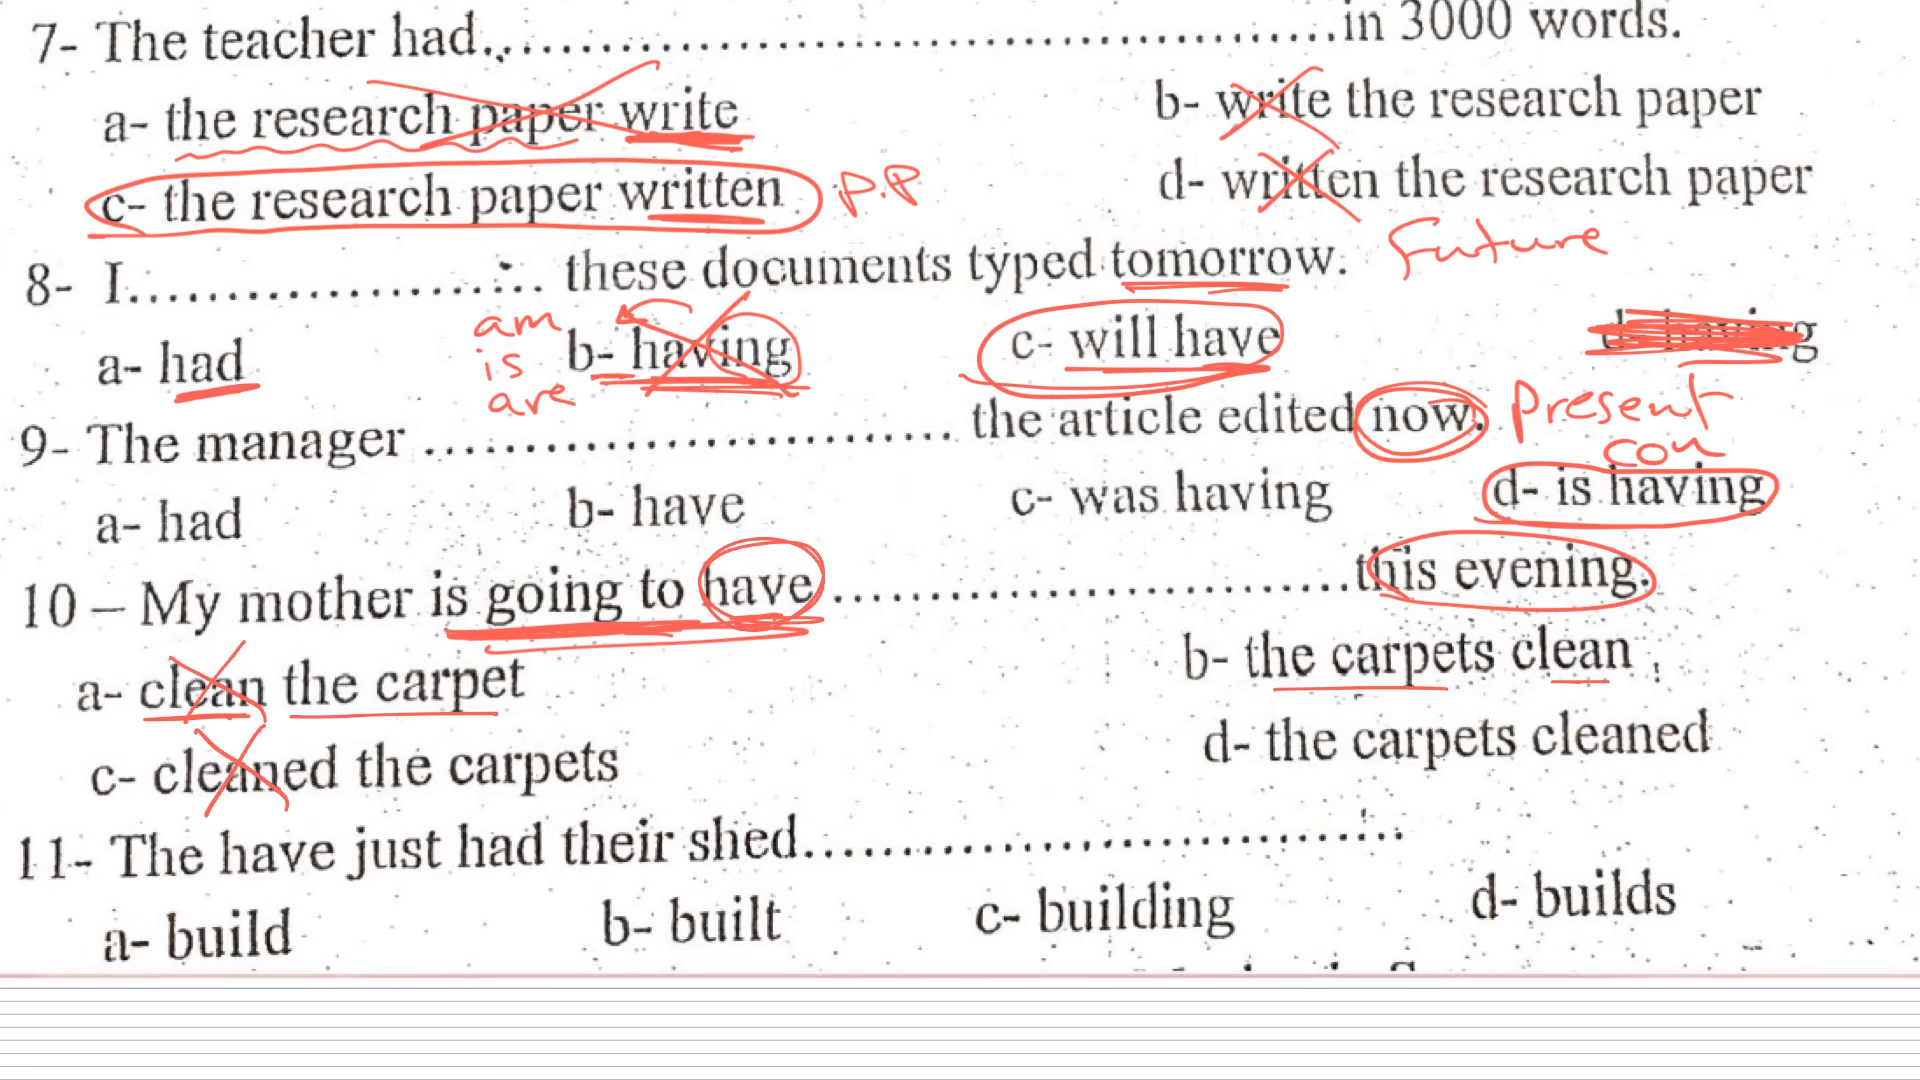 7- The teacher had..........................................in 3000 words.
a- the research paper write
b- write the research paper
c- the research paper written
P.P
d- written the research paper
Future
8- I......................... these documents typed tomorrow.
am
is
are
a- had
b- having
c- will have
d- having
9- The manager ................................ the article edited now.
Present
con
a- had
b- have
c- was having
d- is having
10 – My mother is going to have ...............................this evening.
a- clean the carpet
b- the carpets clean
c- cleaned the carpets
d- the carpets cleaned
11- The have just had their shed....................................
a- build
b- built
c- building
d- builds